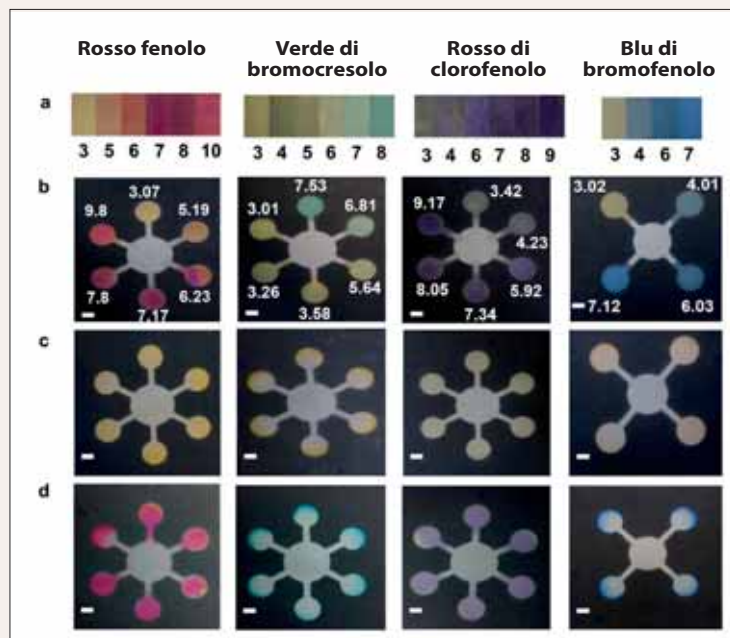 Rosso fenolo
Verde di
bromocresolo
Rosso di
clorofenolo
Blu di
bromofenolo
a
3 5 6 7 8 10
3 4 5 6 7 8
3 4 6 7 8 9
3 4 6 7
b
3.07
9.8 5.19
7.8 6.23
7.17
7.53
3.01 6.81
3.26 5.64
3.58
9.17 3.42
4.23
8.05 5.92
7.34
3.02 4.01
7.12 6.03
c
d